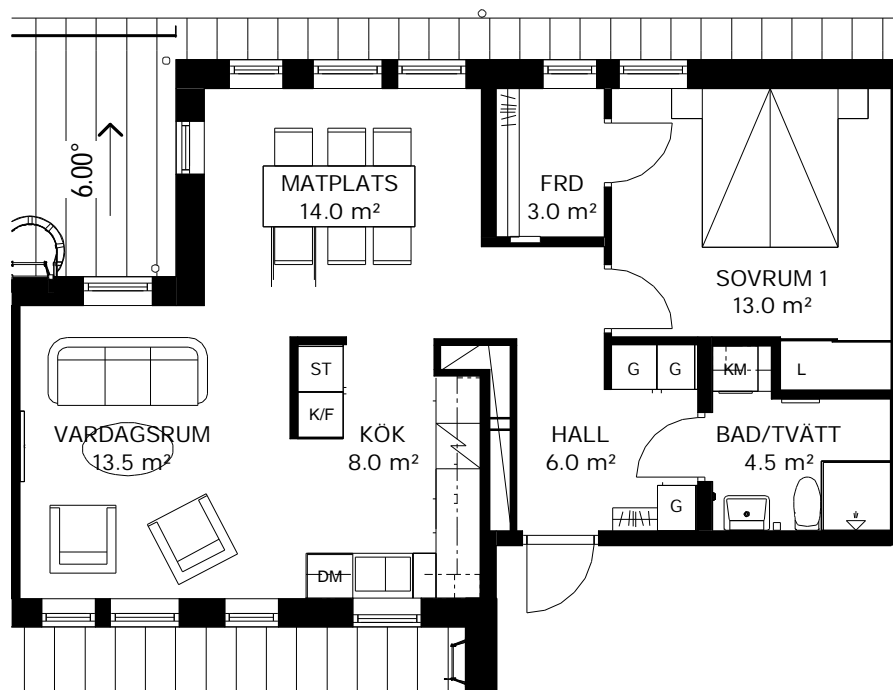 6.00°
MATPLATS
14.0 m²
FRD
3.0 m²
SOVRUM 1
13.0 m²
ST
K/F
G G
KM
L
VARDAGSRUM
13.5 m²
KÖK
8.0 m²
HALL
6.0 m²
BAD/TVÄTT
4.5 m²
G
DM